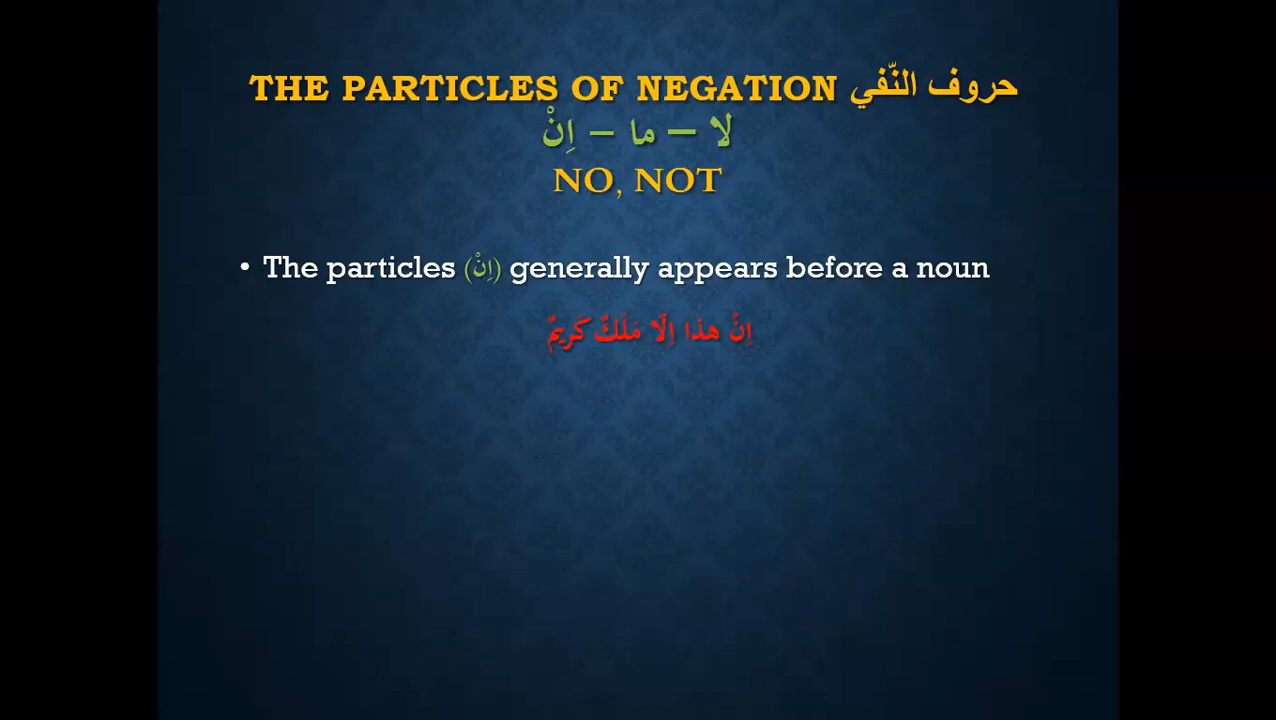 THE PARTICLES OF NEGATION حروف النّفي
لا – ما – اِنْ
NO, NOT
• The particles (اِنْ) generally appears before a noun
اِنْ هذا اِلّا مَلَكٌ كَرِيمٌ